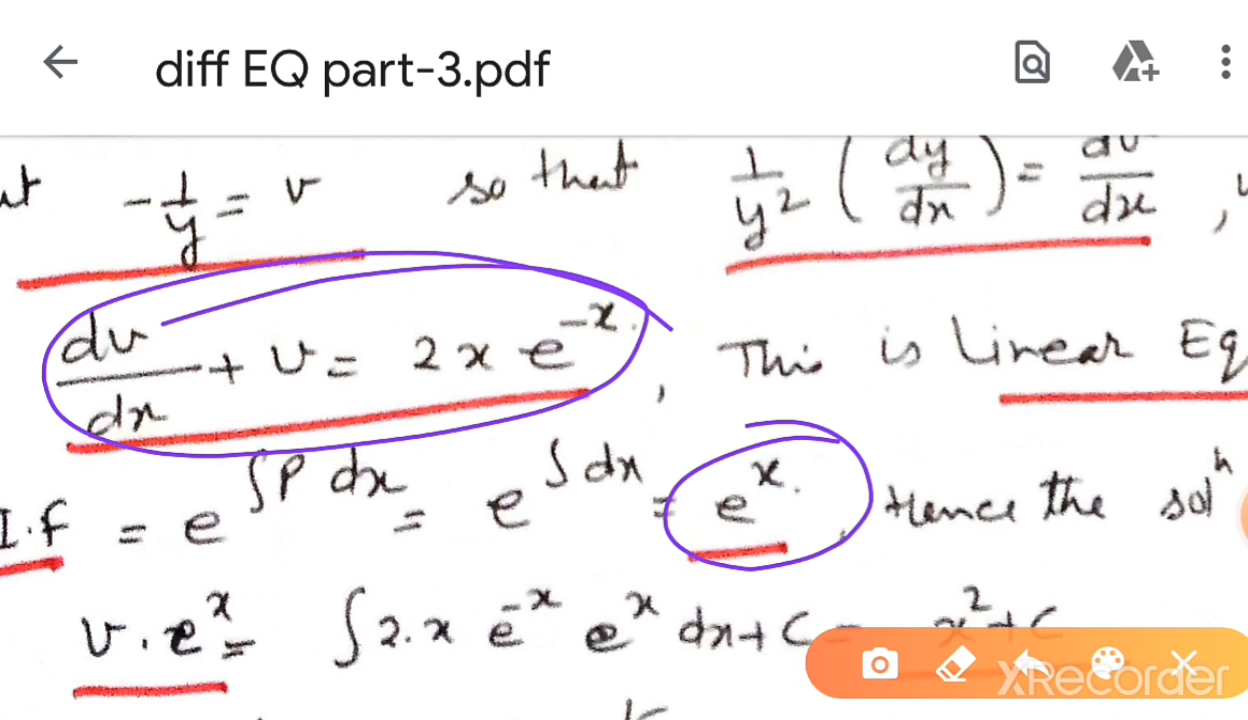 diff EQ part-3.pdf
-1/y = v so that 1/y² (dy/dx) = dv/dx ,
dv/dx + v = 2x e^-x. , This is Linear Eq
I.f = e^∫P dx = e^∫dx = e^x. , Hence the solⁿ
v.e^x = ∫2.x e^-x e^x dx+C = x²+C
XRecorder